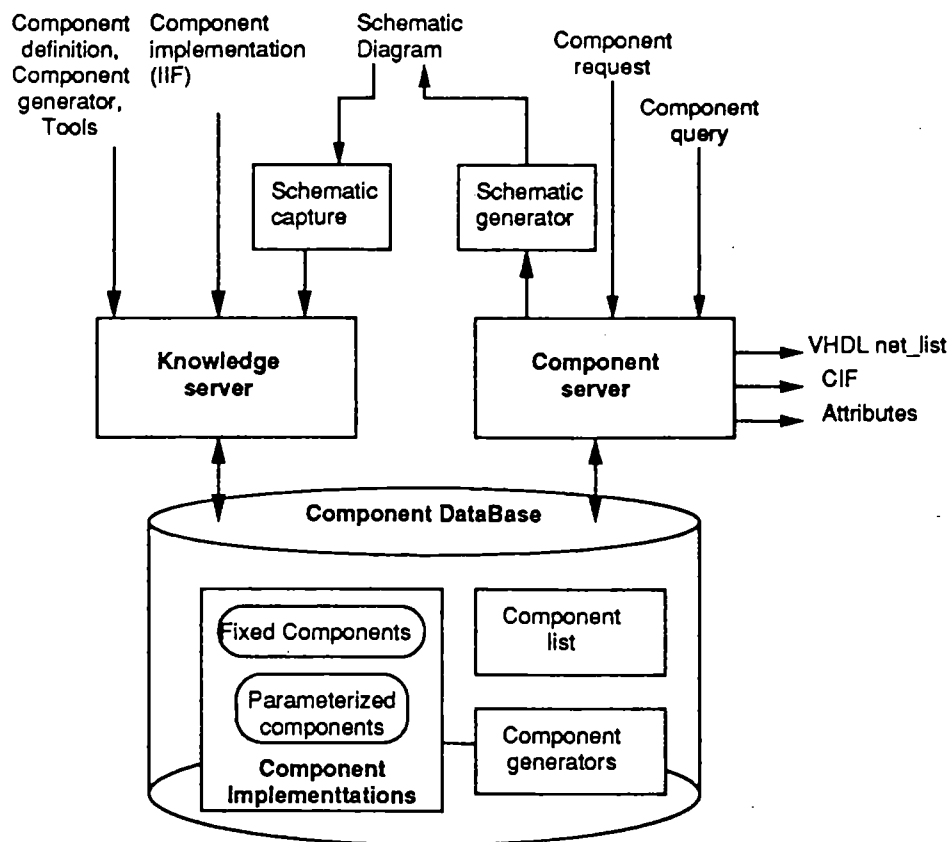 Component
definition,
Component
generator,
Tools
Component
implementation
(IIF)
Schematic
Diagram
Component
request
Component
query
Schematic
capture
Schematic
generator
Knowledge
server
Component
server
VHDL net_list
CIF
Attributes
Component DataBase
Fixed Components
Parameterized
components
Component
Implementtations
Component
list
Component
generators